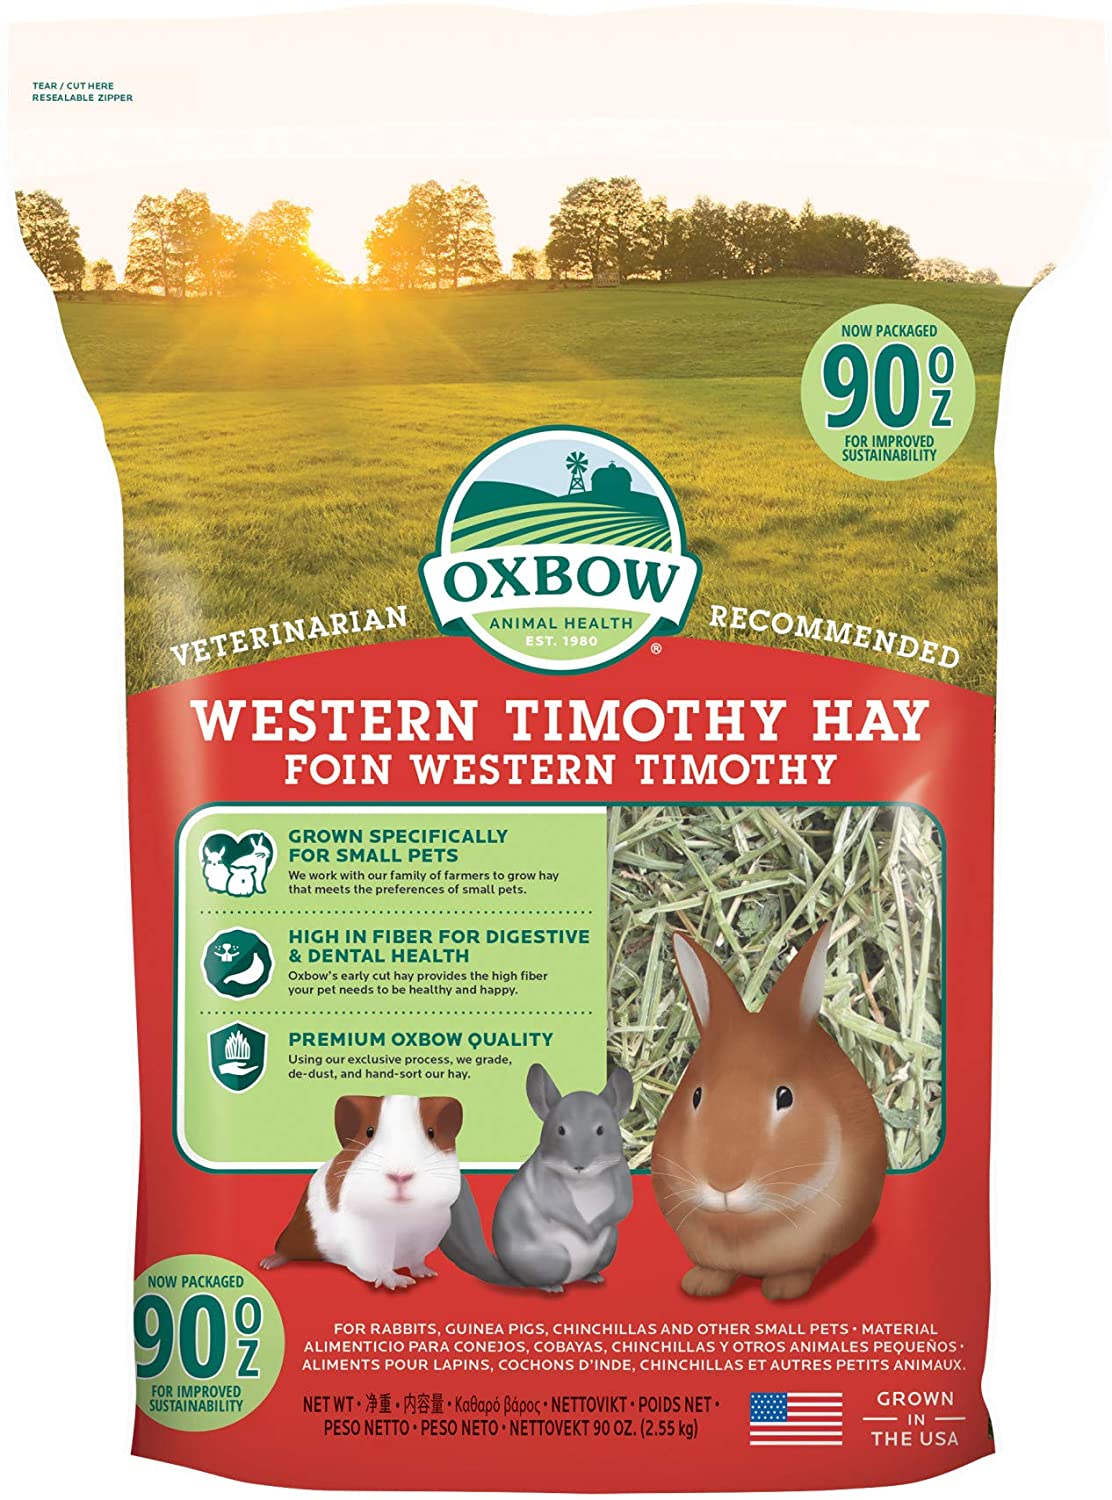 TEAR / CUT HERE
RESEALABLE ZIPPER
NOW PACKAGED
90 OZ
FOR IMPROVED
SUSTAINABILITY
OXBOW
ANIMAL HEALTH
EST. 1980
®
VETERINARIAN RECOMMENDED
WESTERN TIMOTHY HAY
FOIN WESTERN TIMOTHY
GROWN SPECIFICALLY
FOR SMALL PETS
We work with our family of farmers to grow hay
that meets the preferences of small pets.
HIGH IN FIBER FOR DIGESTIVE
& DENTAL HEALTH
Oxbow's early cut hay provides the high fiber
your pet needs to be healthy and happy.
PREMIUM OXBOW QUALITY
Using our exclusive process, we grade,
de-dust, and hand-sort our hay.
NOW PACKAGED
90 OZ
FOR IMPROVED
SUSTAINABILITY
FOR RABBITS, GUINEA PIGS, CHINCHILLAS AND OTHER SMALL PETS • MATERIAL
ALIMENTICIO PARA CONEJOS, COBAYAS, CHINCHILLAS Y OTROS ANIMALES PEQUEÑOS •
ALIMENTS POUR LAPINS, COCHONS D'INDE, CHINCHILLAS ET AUTRES PETITS ANIMAUX.
NET WT • 净重 • 内容量 • Καθαρό βάρος • NETTOVIKT • POIDS NET •
PESO NETTO • PESO NETO • NETTOVEKT 90 OZ. (2.55 kg)
GROWN
IN
THE USA